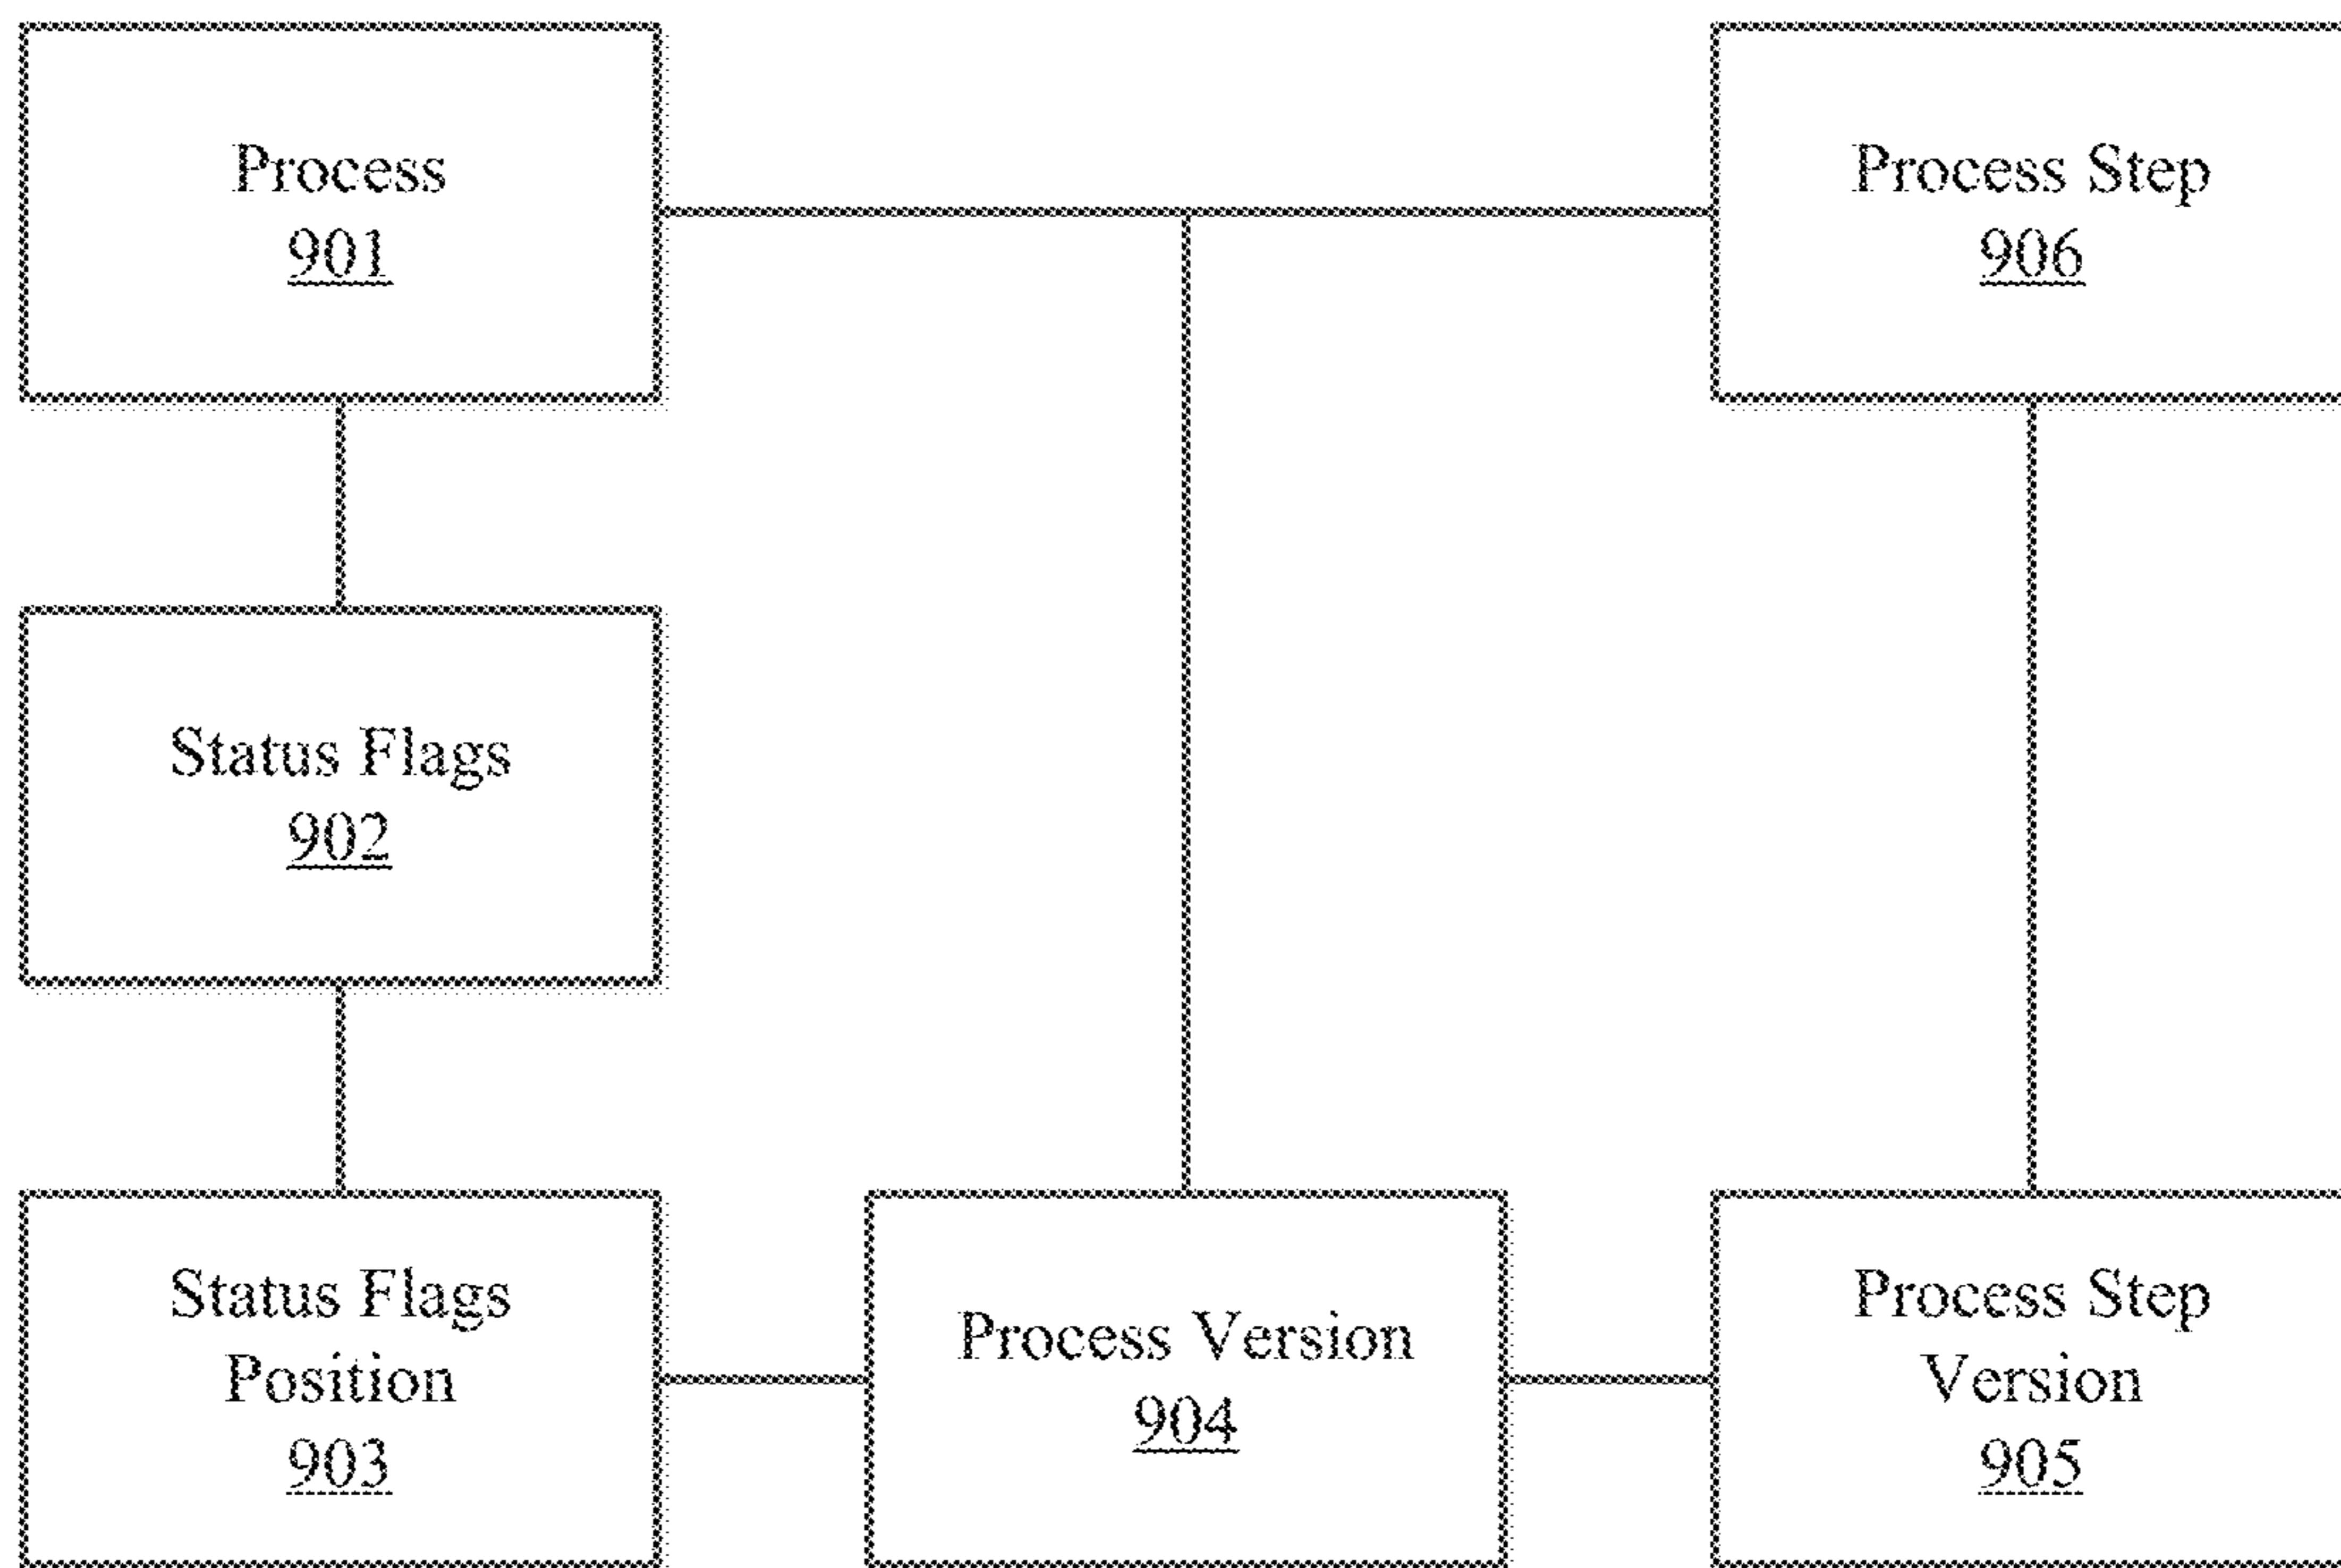 Process
901
Process Step
906
Status Flags
902
Status Flags
Position
903
Process Version
904
Process Step
Version
905